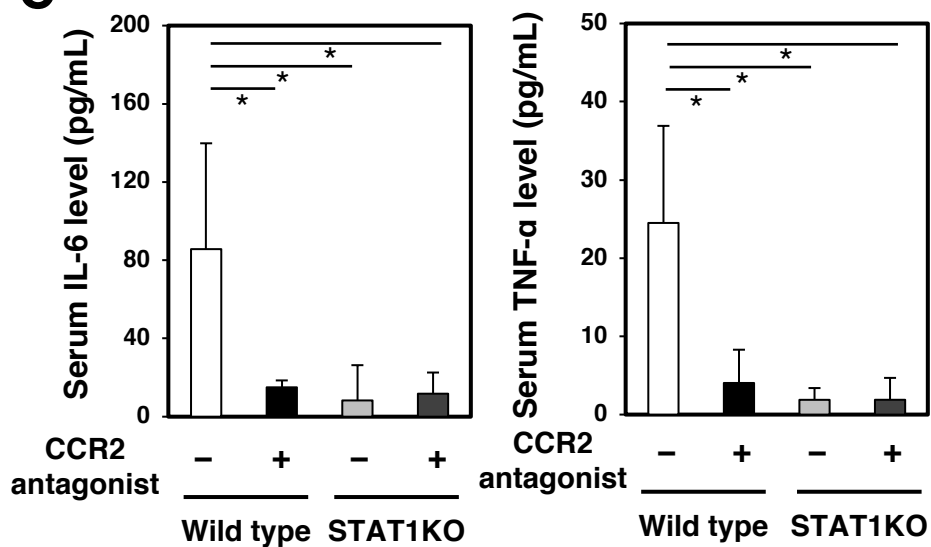 Serum IL-6 level (pg/mL)
200
160
120
80
40
0
*
*
*
CCR2
antagonist
− + − +
Wild type STAT1KO
Serum TNF-α level (pg/mL)
50
40
30
20
10
0
*
*
*
CCR2
antagonist
− + − +
Wild type STAT1KO